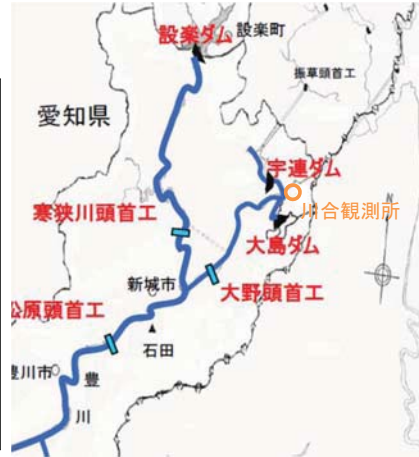 設楽ダム
設楽町
振草頭首工
愛知県
宇連ダム
川合観測所
寒狭川頭首工
大島ダム
新城市
大野頭首工
松原頭首工
石田
豊川市
豊
川
N